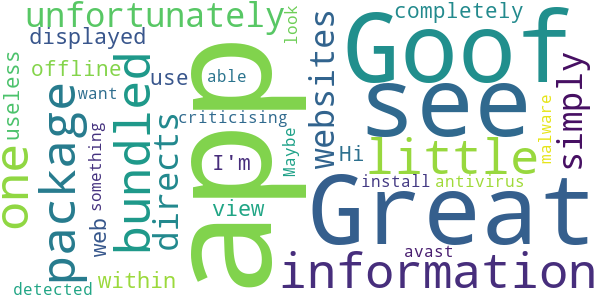 unfortunately
displayed
offline
useless
use
able
want
look
criticising
package
bundled
app
one
directs
something
web
I'm
Maybe
view
within
detected
completely
websites
Goof
see
simply
malware
Hi
little
install
antivirus
Great
avast
information